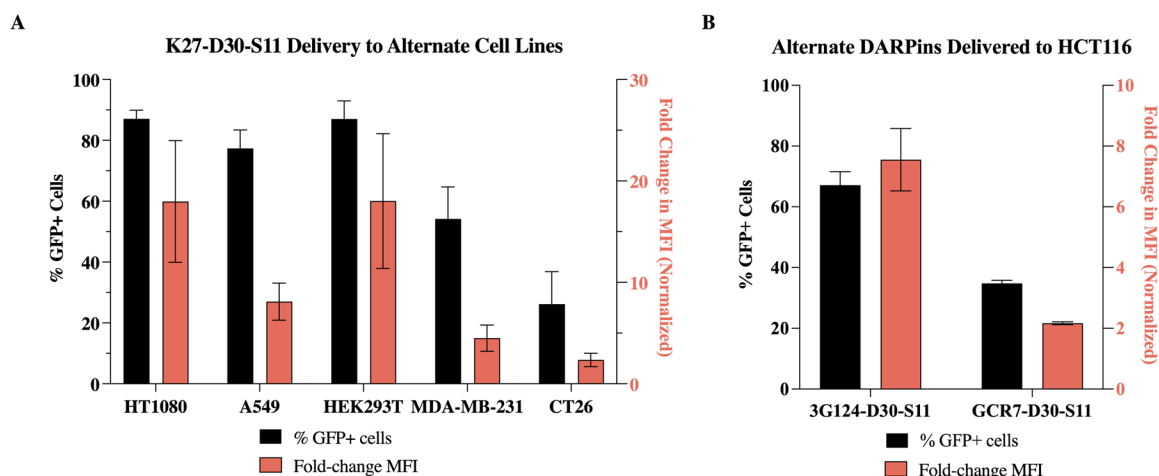 A
K27-D30-S11 Delivery to Alternate Cell Lines
100
80
60
40
20
0
% GFP+ Cells
30
20
10
0
Fold Change in MFI (Normalized)
HT1080 A549 HEK293T MDA-MB-231 CT26
% GFP+ cells
Fold-change MFI
B
Alternate DARPins Delivered to HCT116
100
80
60
40
20
0
% GFP+ Cells
10
8
6
4
2
0
Fold Change in MFI (Normalized)
3G124-D30-S11 GCR7-D30-S11
% GFP+ cells
Fold-change MFI